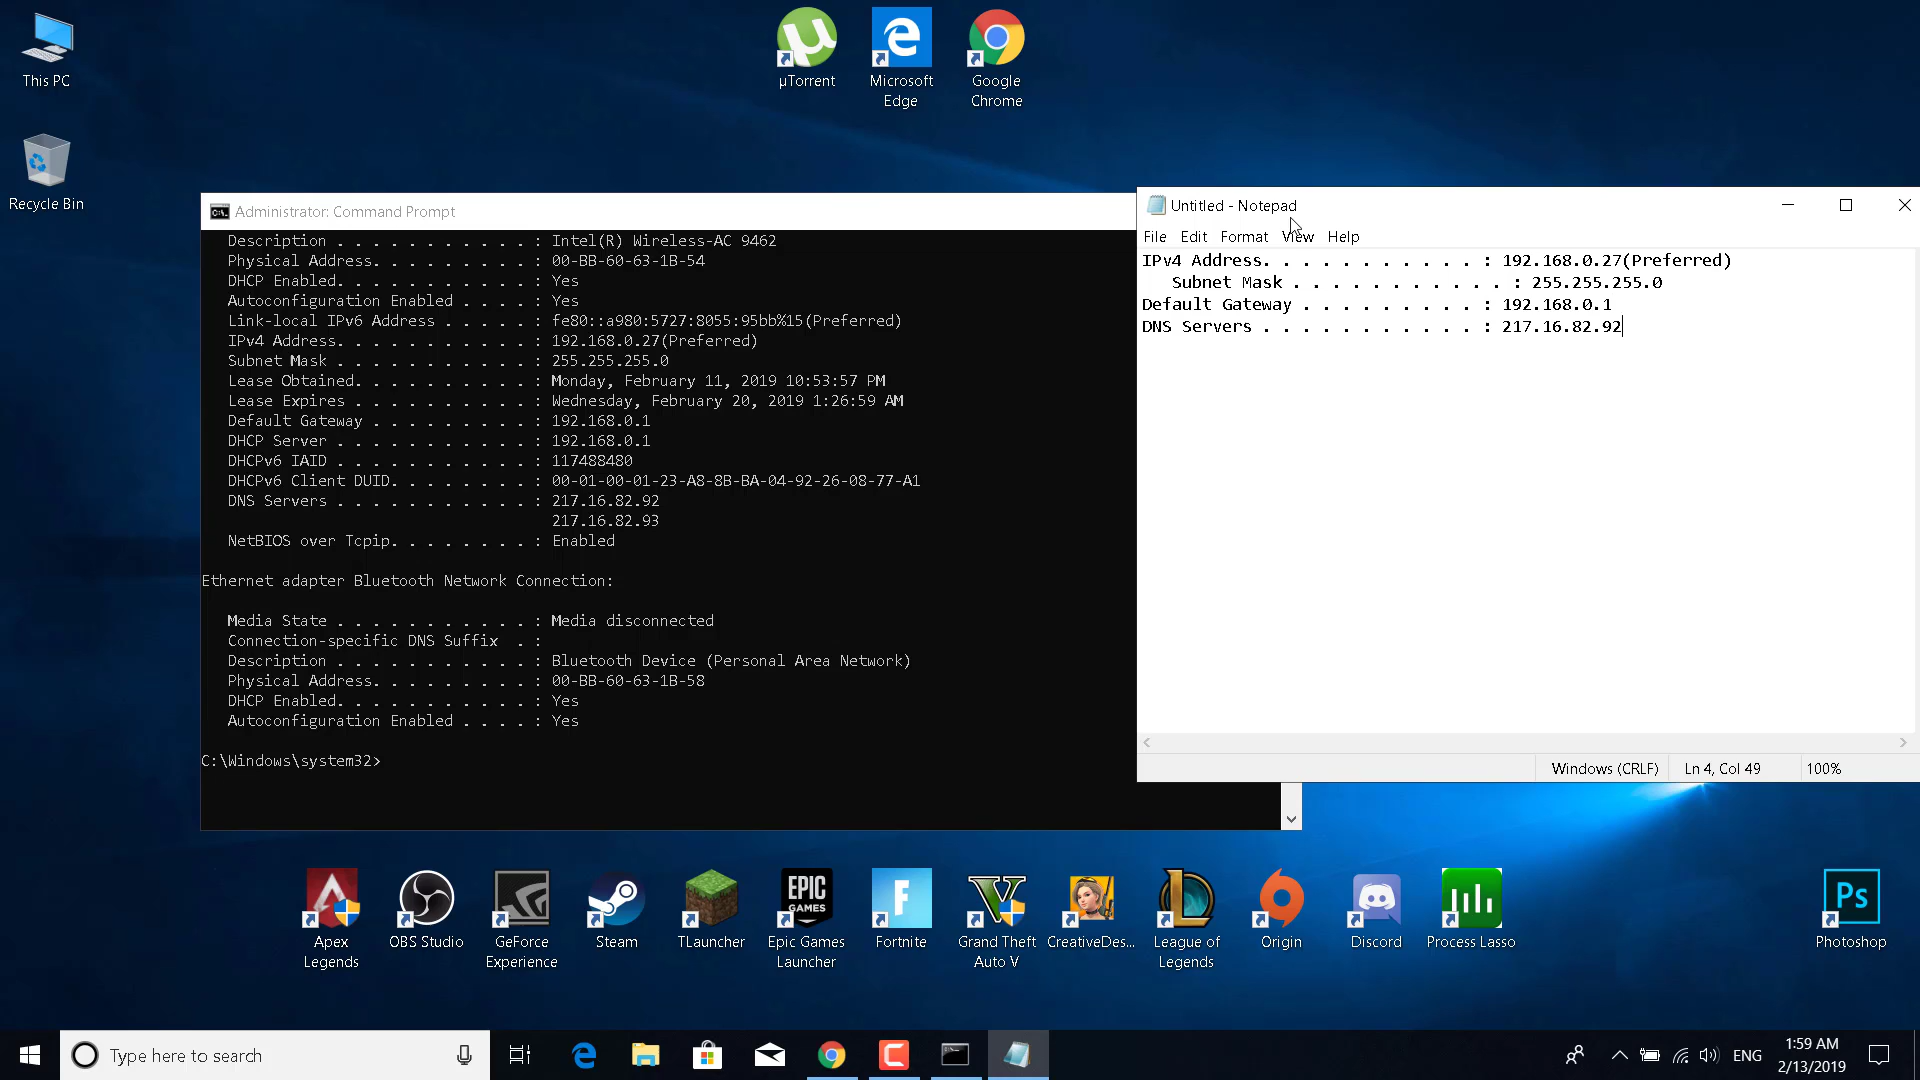 This PC
Recycle Bin
µTorrent
Microsoft
Edge
Google
Chrome
Administrator: Command Prompt
Description . . . . . . . . . . . : Intel(R) Wireless-AC 9462
Physical Address. . . . . . . . . : 00-BB-60-63-1B-54
DHCP Enabled. . . . . . . . . . . : Yes
Autoconfiguration Enabled . . . . : Yes
Link-local IPv6 Address . . . . . : fe80::a980:5727:8055:95bb%15(Preferred)
IPv4 Address. . . . . . . . . . . : 192.168.0.27(Preferred)
Subnet Mask . . . . . . . . . . . : 255.255.255.0
Lease Obtained. . . . . . . . . . : Monday, February 11, 2019 10:53:57 PM
Lease Expires . . . . . . . . . . : Wednesday, February 20, 2019 1:26:59 AM
Default Gateway . . . . . . . . . : 192.168.0.1
DHCP Server . . . . . . . . . . . : 192.168.0.1
DHCPv6 IAID . . . . . . . . . . . : 117488480
DHCPv6 Client DUID. . . . . . . . : 00-01-00-01-23-A8-8B-BA-04-92-26-08-77-A1
DNS Servers . . . . . . . . . . . : 217.16.82.92
217.16.82.93
NetBIOS over Tcpip. . . . . . . . : Enabled
Ethernet adapter Bluetooth Network Connection:
Media State . . . . . . . . . . . : Media disconnected
Connection-specific DNS Suffix . :
Description . . . . . . . . . . . : Bluetooth Device (Personal Area Network)
Physical Address. . . . . . . . . : 00-BB-60-63-1B-58
DHCP Enabled. . . . . . . . . . . : Yes
Autoconfiguration Enabled . . . . : Yes
C:\Windows\system32>
Untitled - Notepad
File Edit Format View Help
IPv4 Address. . . . . . . . . . . : 192.168.0.27(Preferred)
Subnet Mask . . . . . . . . . . . : 255.255.255.0
Default Gateway . . . . . . . . . : 192.168.0.1
DNS Servers . . . . . . . . . . . : 217.16.82.92
Windows (CRLF) Ln 4, Col 49 100%
Apex
Legends
OBS Studio
GeForce
Experience
Steam
TLauncher
EPIC
GAMES
Epic Games
Launcher
F
Fortnite
V
Grand Theft
Auto V
CreativeDes...
L
League of
Legends
Origin
Discord
Process Lasso
Ps
Photoshop
Type here to search
ENG
1:59 AM
2/13/2019